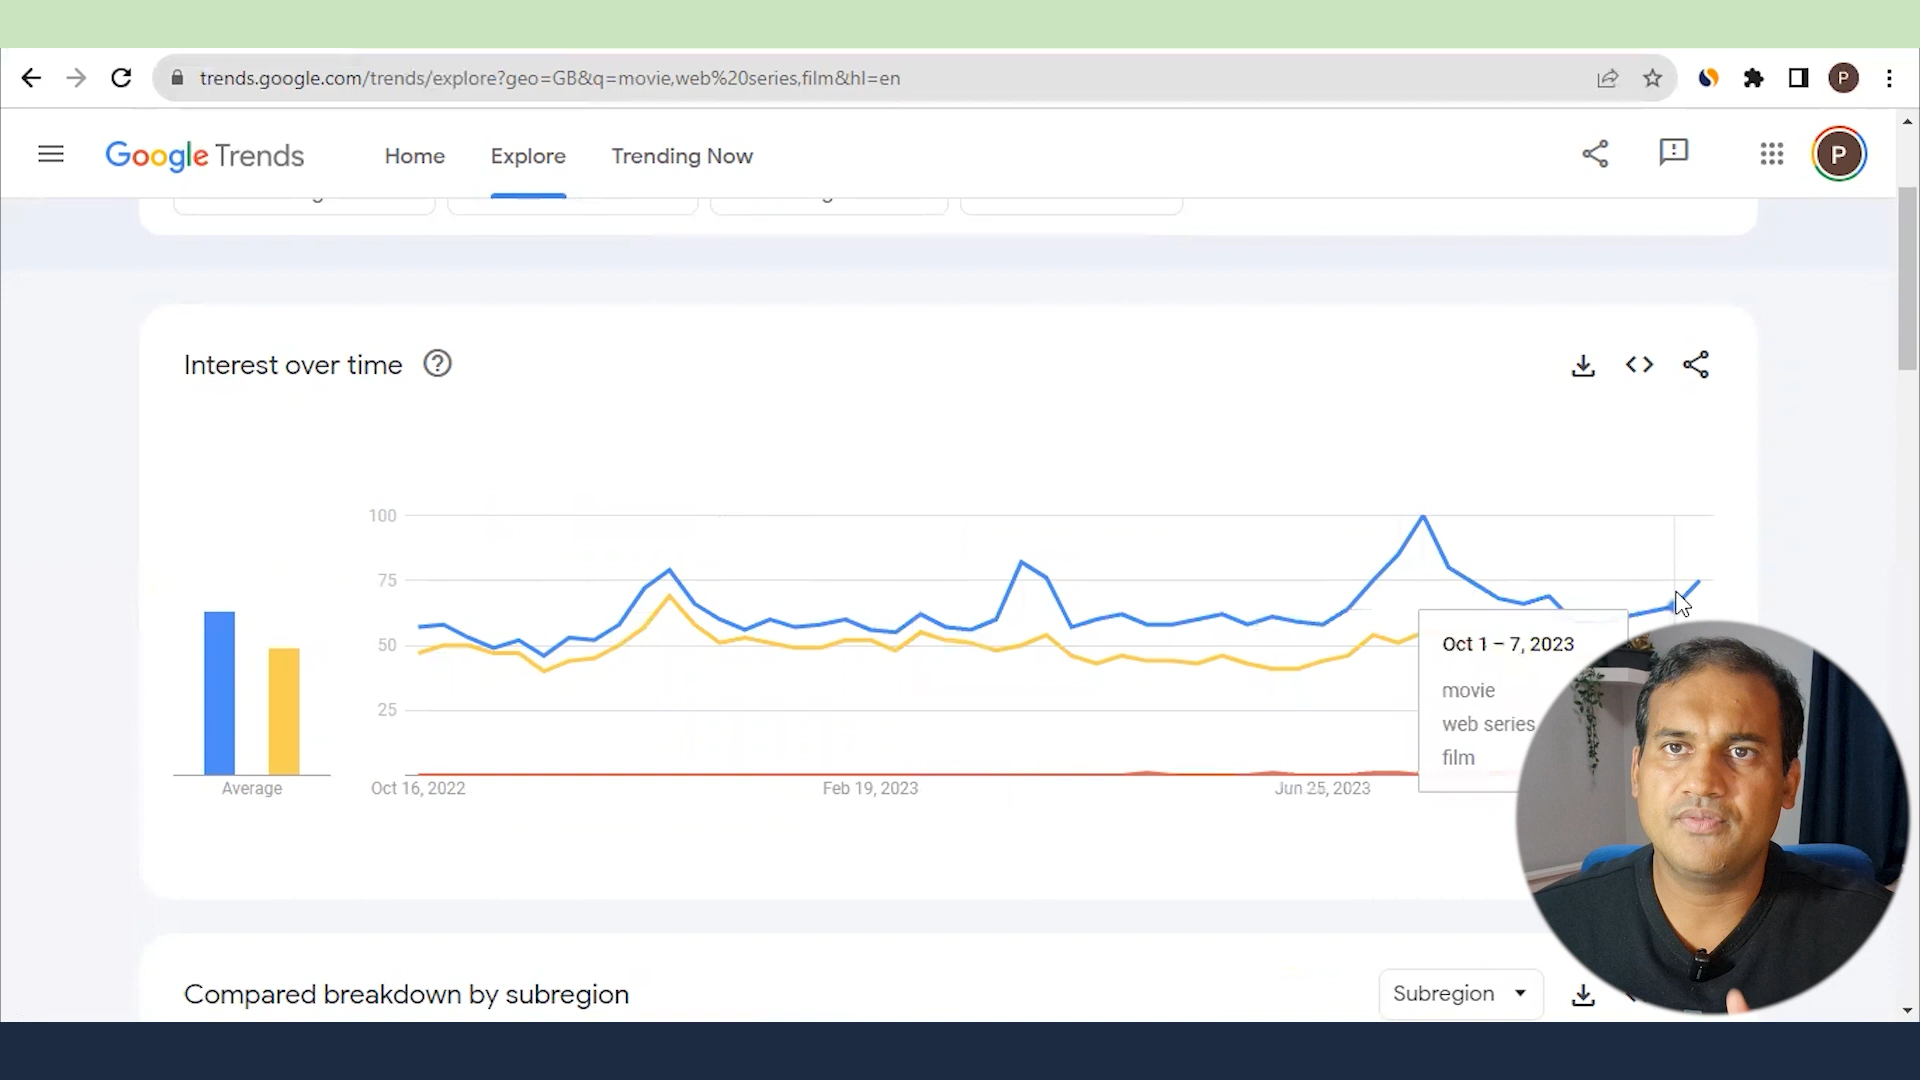 trends.google.com/trends/explore?geo=GB&q=movie,web%20series,film&hl=en
P
Google Trends
Home
Explore
Trending Now
P
Interest over time
100
75
50
25
Average
Oct 16, 2022
Feb 19, 2023
Jun 25, 2023
Oct 1 – 7, 2023
movie
web series
film
Compared breakdown by subregion
Subregion